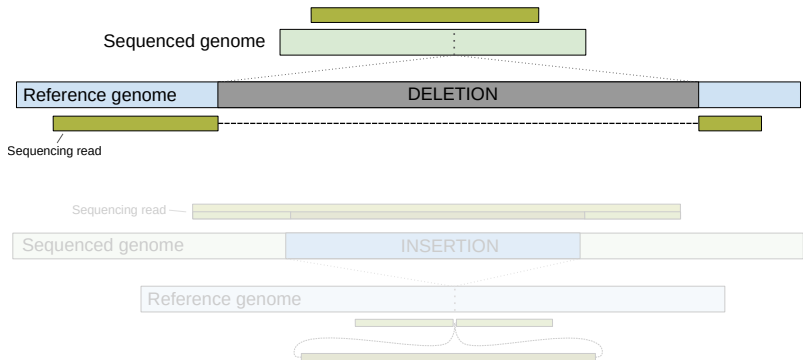 Sequenced genome
Reference genome
DELETION
Sequencing read
Sequencing read
Sequenced genome
INSERTION
Reference genome